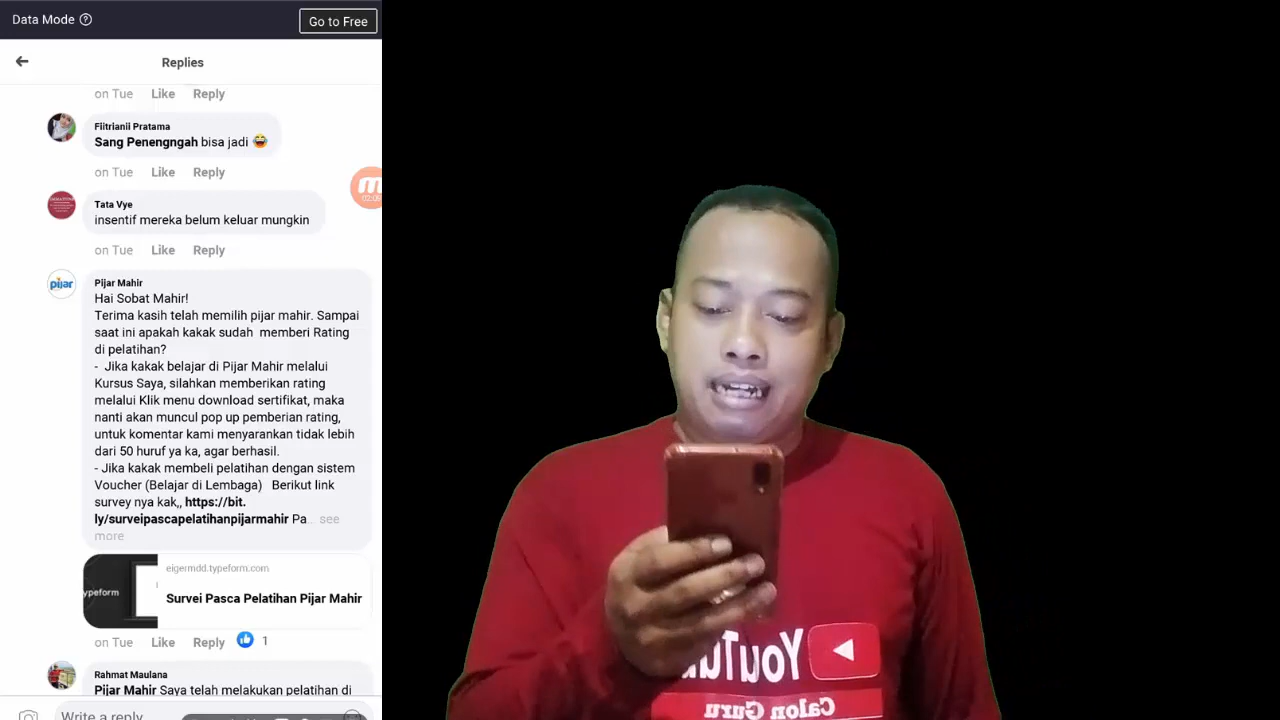 Data Mode
Go to Free
Replies
on Tue Like Reply
Fiitrianii Pratama
Sang Penengngah bisa jadi 😂
on Tue Like Reply
Tata Vye
insentif mereka belum keluar mungkin
on Tue Like Reply
pijar
Pijar Mahir
Hai Sobat Mahir!
Terima kasih telah memilih pijar mahir. Sampai
saat ini apakah kakak sudah memberi Rating
di pelatihan?
- Jika kakak belajar di Pijar Mahir melalui
Kursus Saya, silahkan memberikan rating
melalui Klik menu download sertifikat, maka
nanti akan muncul pop up pemberian rating,
untuk komentar kami menyarankan tidak lebih
dari 50 huruf ya ka, agar berhasil.
- Jika kakak membeli pelatihan dengan sistem
Voucher (Belajar di Lembaga) Berikut link
survey nya kak,, https://bit.
ly/surveipascapelatihanpijarmahir Pa... see
more
ypeform
eigermdd.typeform.com
Survei Pasca Pelatihan Pijar Mahir
on Tue Like Reply 1
Rahmat Maulana
Pijar Mahir Saya telah melakukan pelatihan di
Write a reply
YouTube
Calon Guru